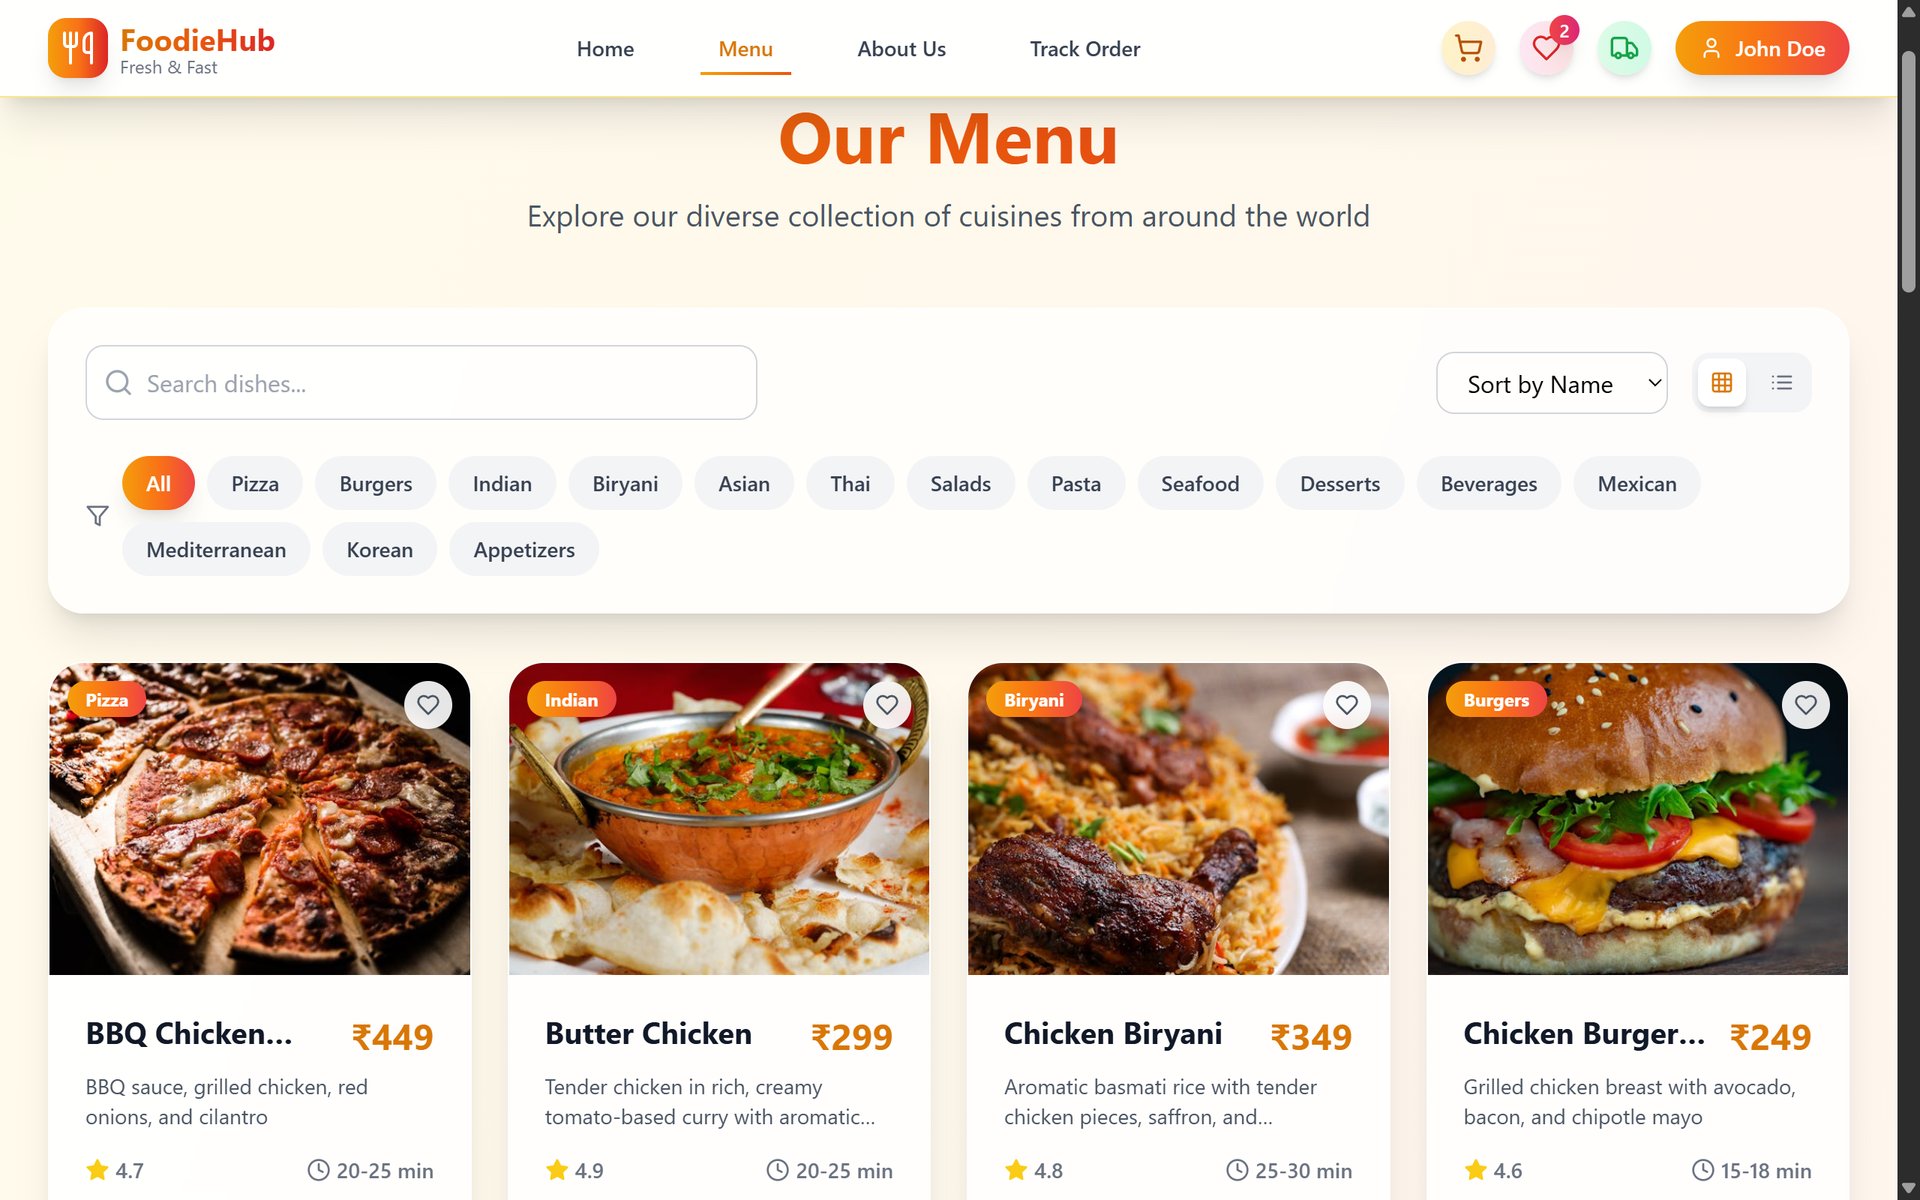 FoodieHub
Fresh & Fast
Home
Menu
About Us
Track Order
2
John Doe
Our Menu
Explore our diverse collection of cuisines from around the world
Search dishes...
Sort by Name
All
Pizza
Burgers
Indian
Biryani
Asian
Thai
Salads
Pasta
Seafood
Desserts
Beverages
Mexican
Mediterranean
Korean
Appetizers
Pizza
BBQ Chicken...
₹449
BBQ sauce, grilled chicken, red
onions, and cilantro
4.7
20-25 min
Indian
Butter Chicken
₹299
Tender chicken in rich, creamy
tomato-based curry with aromatic...
4.9
20-25 min
Biryani
Chicken Biryani
₹349
Aromatic basmati rice with tender
chicken pieces, saffron, and...
4.8
25-30 min
Burgers
Chicken Burger...
₹249
Grilled chicken breast with avocado,
bacon, and chipotle mayo
4.6
15-18 min